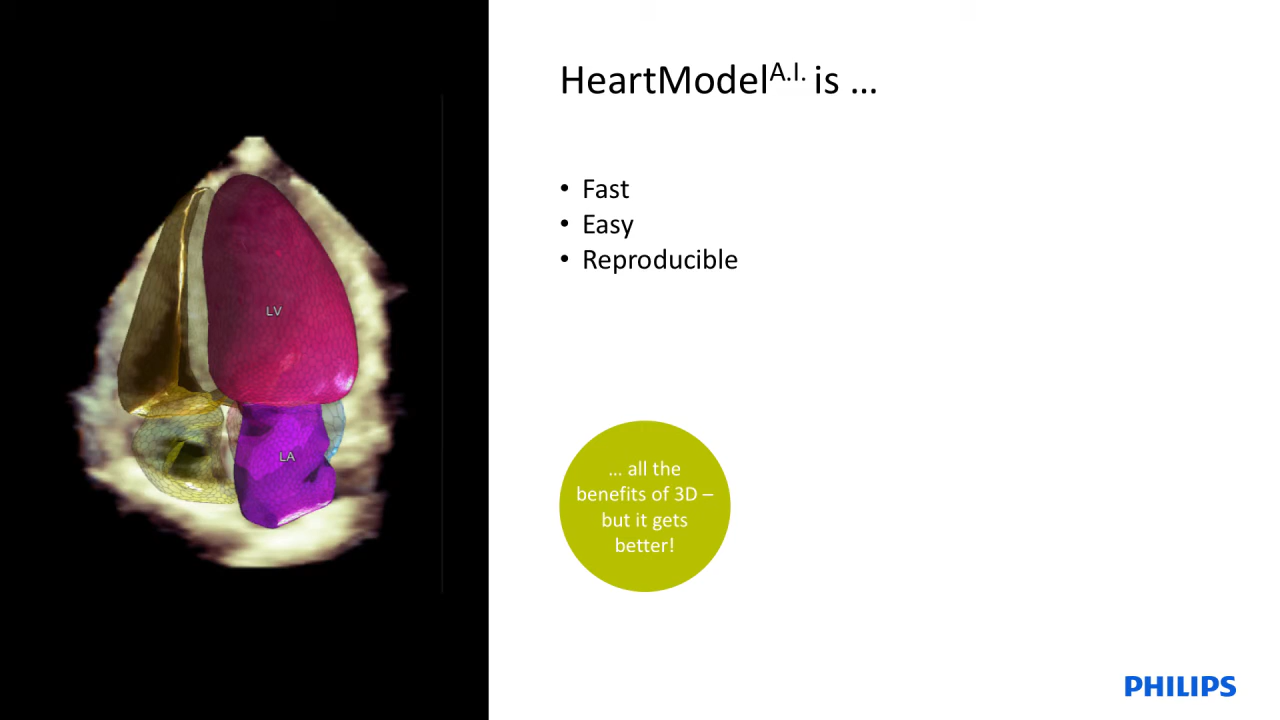 HeartModelA.I. is …
• Fast
• Easy
• Reproducible
LV
LA
… all the
benefits of 3D –
but it gets
better!
PHILIPS